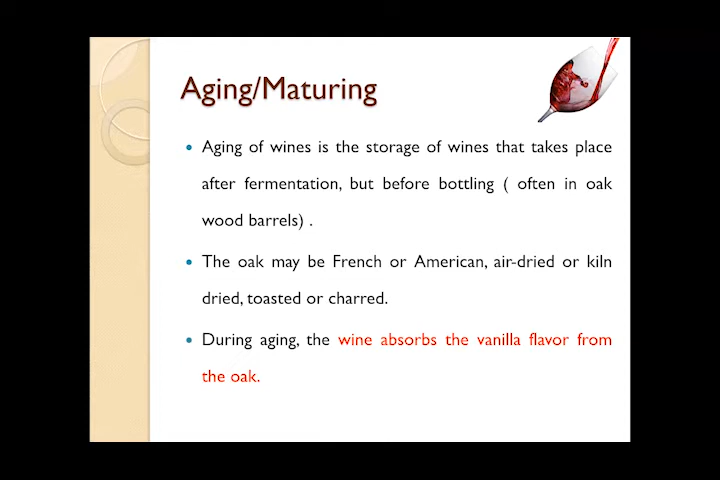 Aging/Maturing
• Aging of wines is the storage of wines that takes place
after fermentation, but before bottling ( often in oak
wood barrels) .
• The oak may be French or American, air-dried or kiln
dried, toasted or charred.
• During aging, the wine absorbs the vanilla flavor from
the oak.